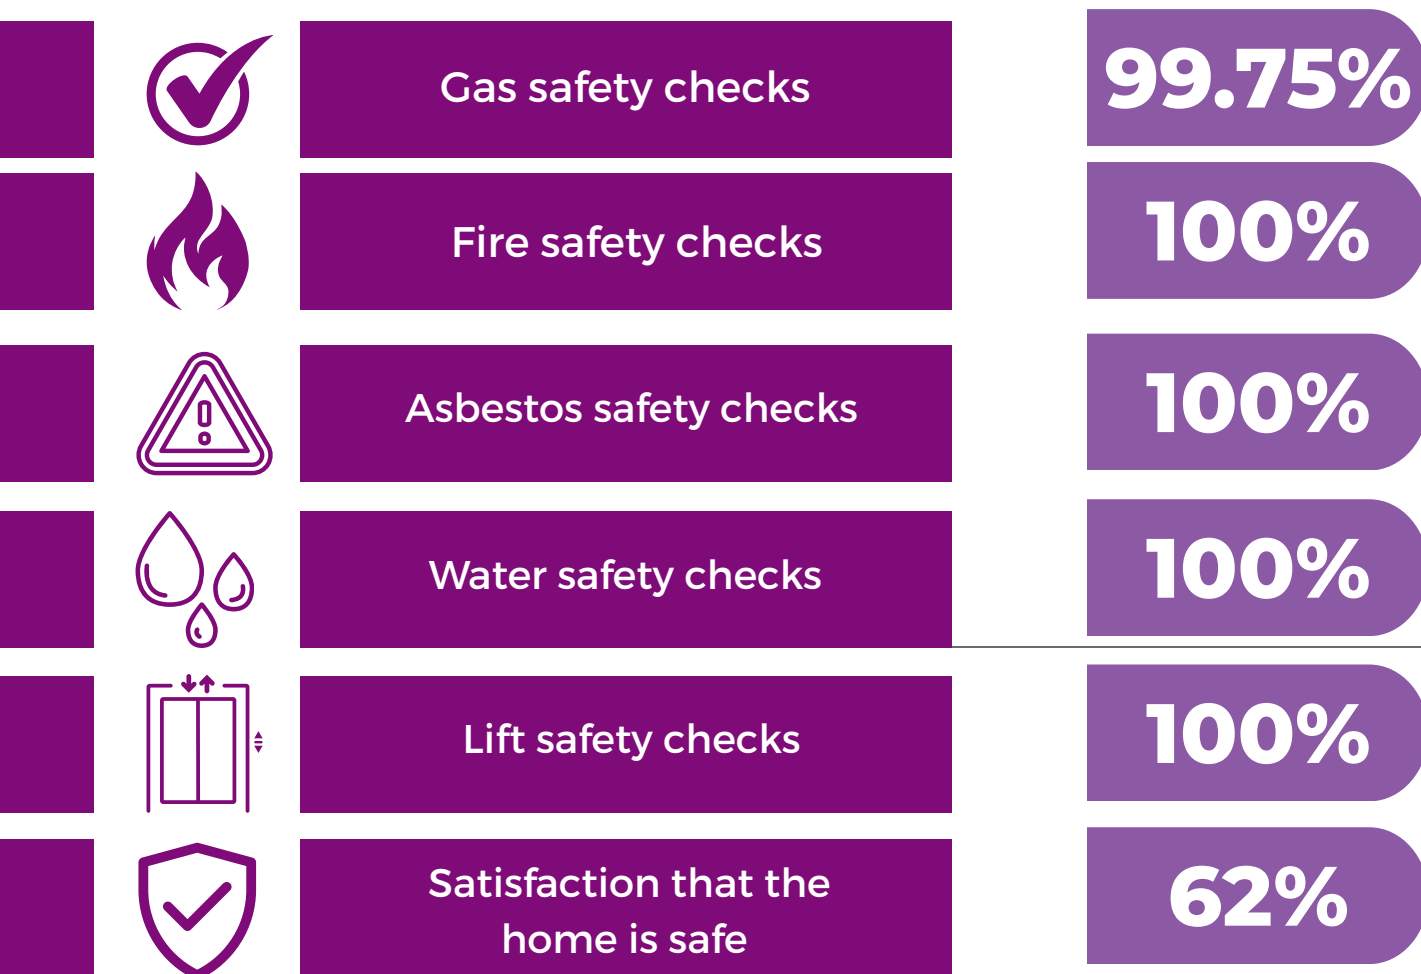 Gas safety checks
99.75%
Fire safety checks
100%
Asbestos safety checks
100%
Water safety checks
100%
Lift safety checks
100%
Satisfaction that the
home is safe
62%